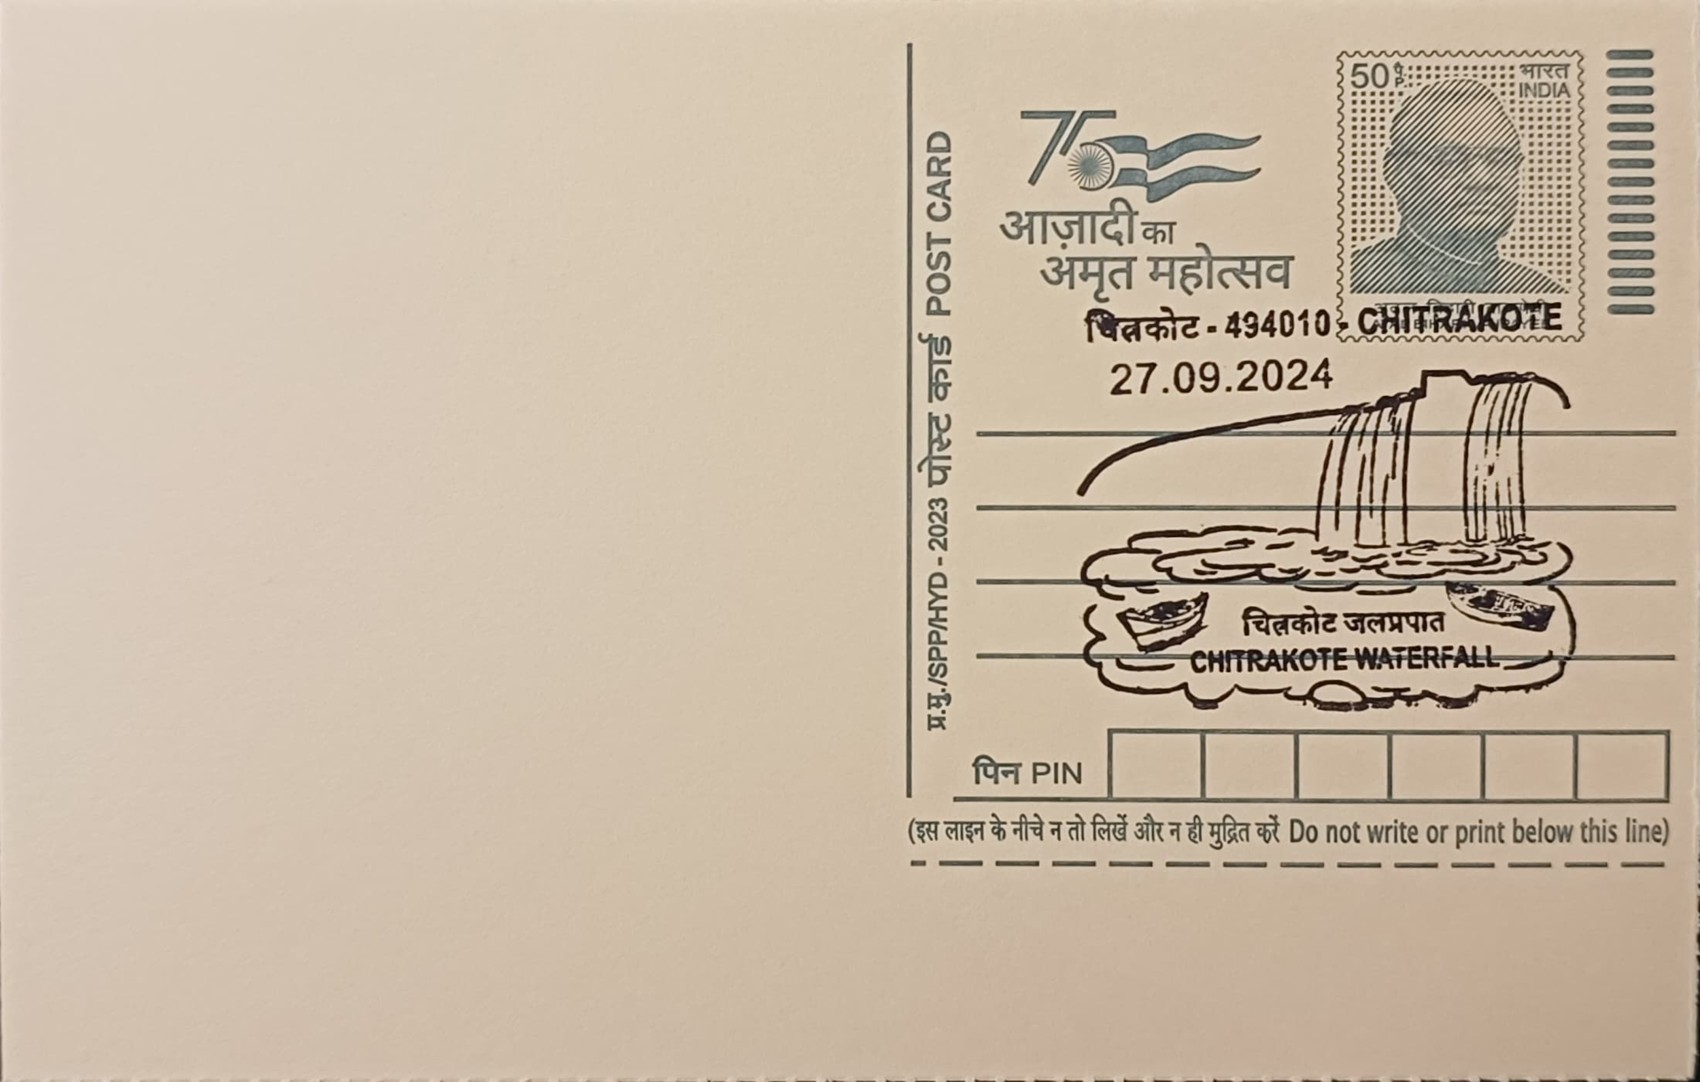 प्र.मु./SPP/HYD - 2023 पोस्ट कार्ड POST CARD
75
आज़ादी का
अमृत महोत्सव
50 पै. P.
भारत
INDIA
चित्रकोट - 494010 - CHITRAKOTE
27.09.2024
चित्रकोट जलप्रपात
CHITRAKOTE WATERFALL
पिन PIN
(इस लाइन के नीचे न तो लिखें और न ही मुद्रित करें Do not write or print below this line)